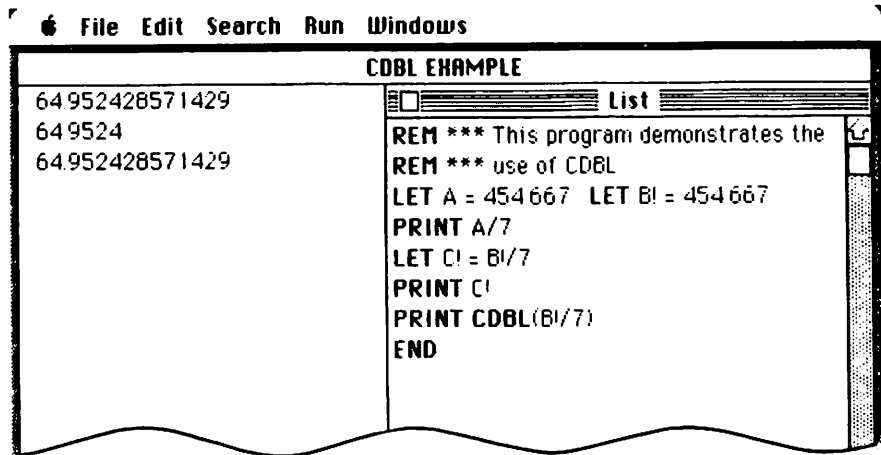 File Edit Search Run Windows
CDBL EXAMPLE
64.952428571429
64.9524
64.952428571429
List
REM *** This program demonstrates the
REM *** use of CDBL
LET A = 454.667 LET B! = 454.667
PRINT A/7
LET C! = B!/7
PRINT C!
PRINT CDBL(B!/7)
END